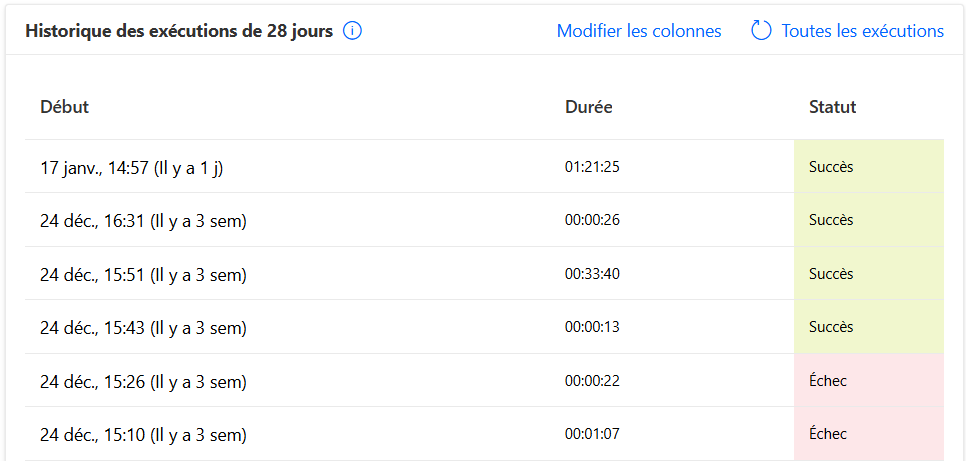 Historique des exécutions de 28 jours Modifier les colonnes Toutes les exécutions
Début Durée Statut
17 janv., 14:57 (Il y a 1 j) 01:21:25 Succès
24 déc., 16:31 (Il y a 3 sem) 00:00:26 Succès
24 déc., 15:51 (Il y a 3 sem) 00:33:40 Succès
24 déc., 15:43 (Il y a 3 sem) 00:00:13 Succès
24 déc., 15:26 (Il y a 3 sem) 00:00:22 Échec
24 déc., 15:10 (Il y a 3 sem) 00:01:07 Échec